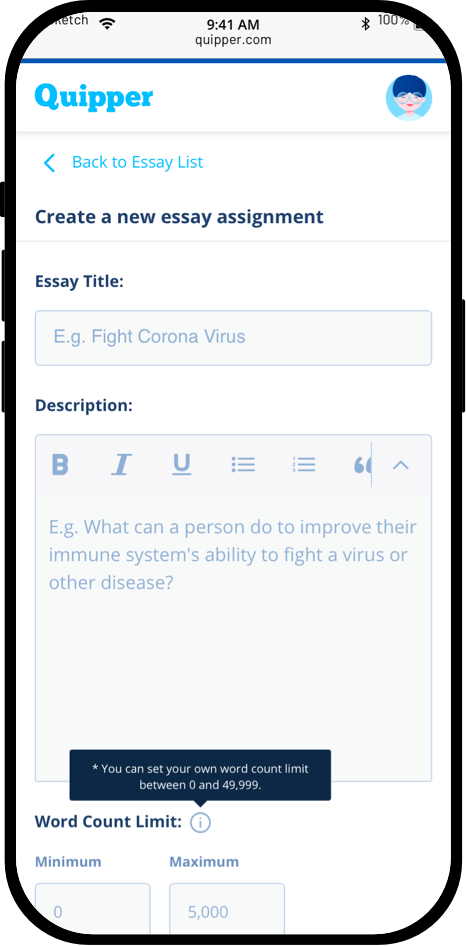 9:41 AM
100%
quipper.com
Quipper
Back to Essay List
Create a new essay assignment
Essay Title:
E.g. Fight Corona Virus
Description:
B I U
E.g. What can a person do to improve their
immune system's ability to fight a virus or
other disease?
* You can set your own word count limit
between 0 and 49,999.
Word Count Limit:
Minimum Maximum
0 5,000